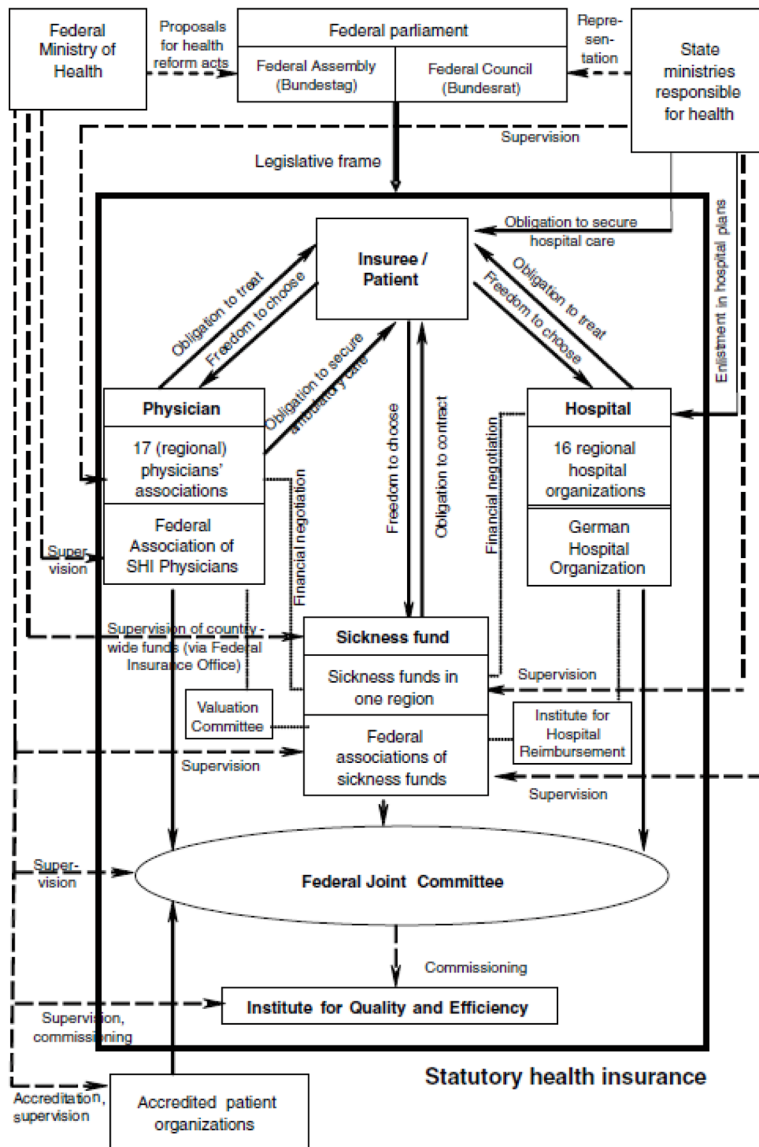 Federal
Ministry of
Health
Proposals
for health
reform acts
Federal parliament
Federal Assembly
(Bundestag)
Federal Council
(Bundesrat)
Repre-
sen-
tation
State
ministries
responsible
for health
Supervision
Legislative frame
Obligation to secure
hospital care
Insuree /
Patient
Obligation to treat
Freedom to choose
Obligation to secure
ambulatory care
Obligation to treat
Freedom to choose
Enlistment in hospital plans
Physician
17 (regional)
physicians'
associations
Federal
Association of
SHI Physicians
Freedom to choose
Obligation to contract
Financial negotiation
Financial negotiation
Hospital
16 regional
hospital
organizations
German
Hospital
Organization
Super-
vision
Supervision of country -
wide funds (via Federal
Insurance Office)
Sickness fund
Sickness funds in
one region
Federal
associations of
sickness funds
Supervision
Valuation
Committee
Institute for
Hospital
Reimbursement
Supervision
Supervision
Super-
vision
Federal Joint Committee
Commissioning
Institute for Quality and Efficiency
Supervision,
commissioning
Statutory health insurance
Accreditation,
supervision
Accredited patient
organizations